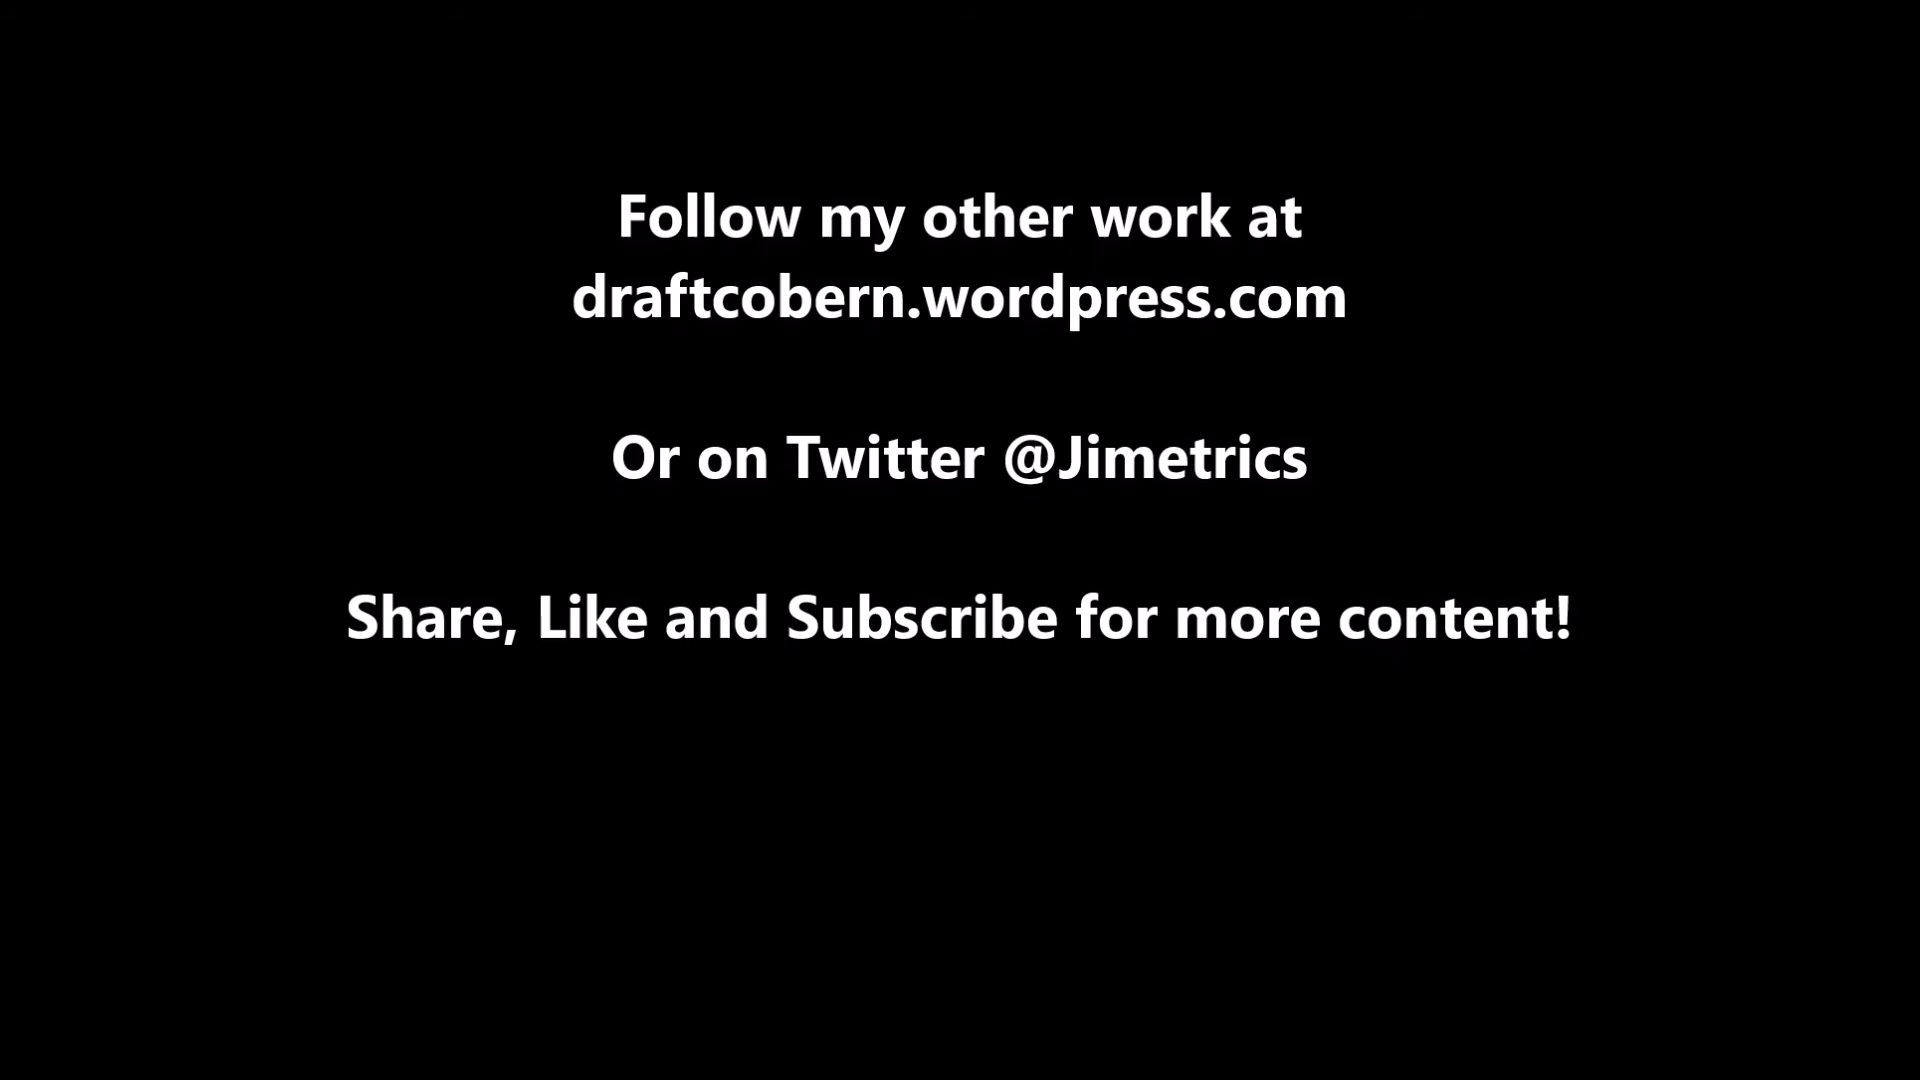 Follow my other work at
draftcobern.wordpress.com
Or on Twitter @Jimetrics
Share, Like and Subscribe for more content!